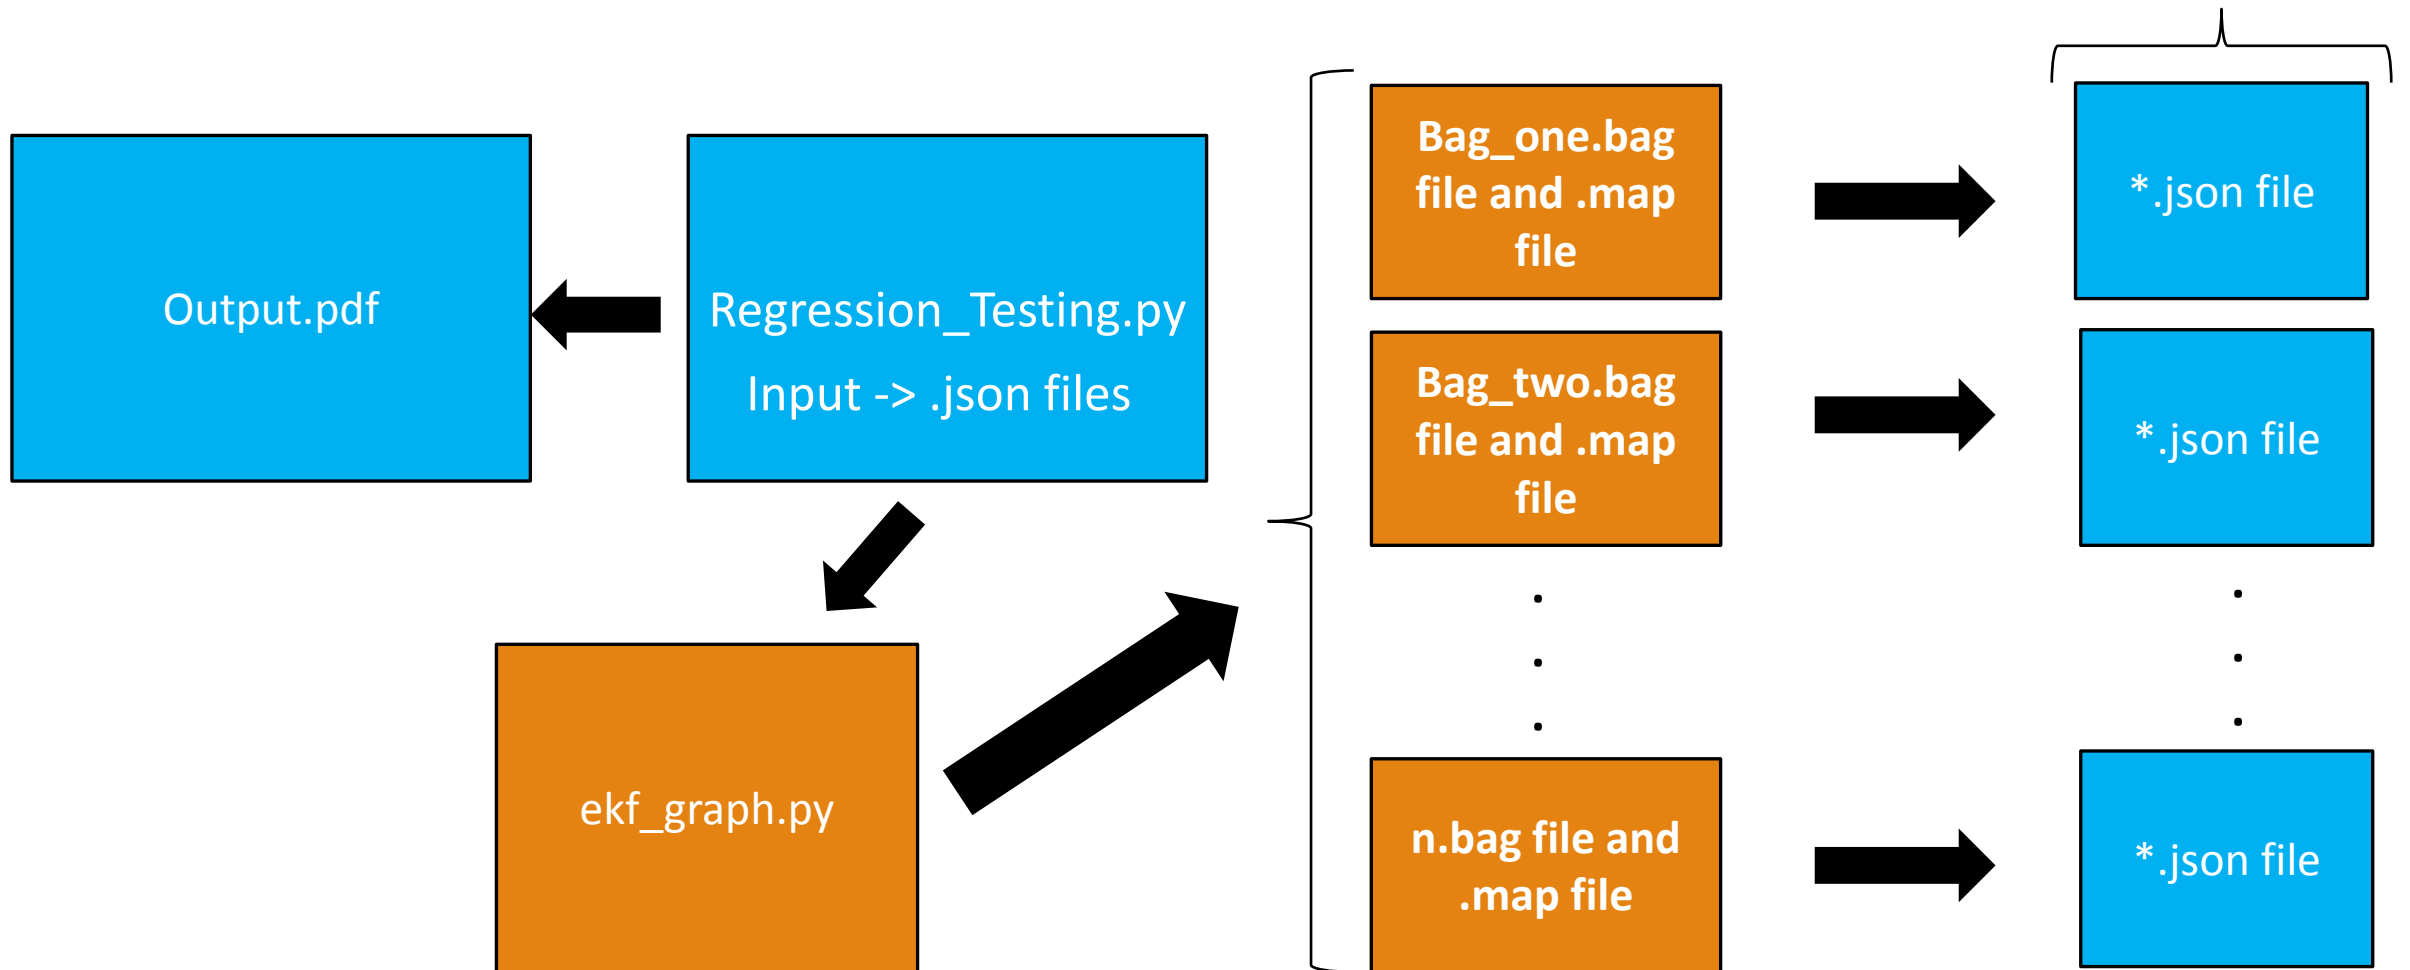 Output.pdf
Regression_Testing.py
Input -> .json files
ekf_graph.py
Bag_one.bag
file and .map
file
*.json file
Bag_two.bag
file and .map
file
*.json file
.
.
.
.
.
.
n.bag file and
.map file
*.json file